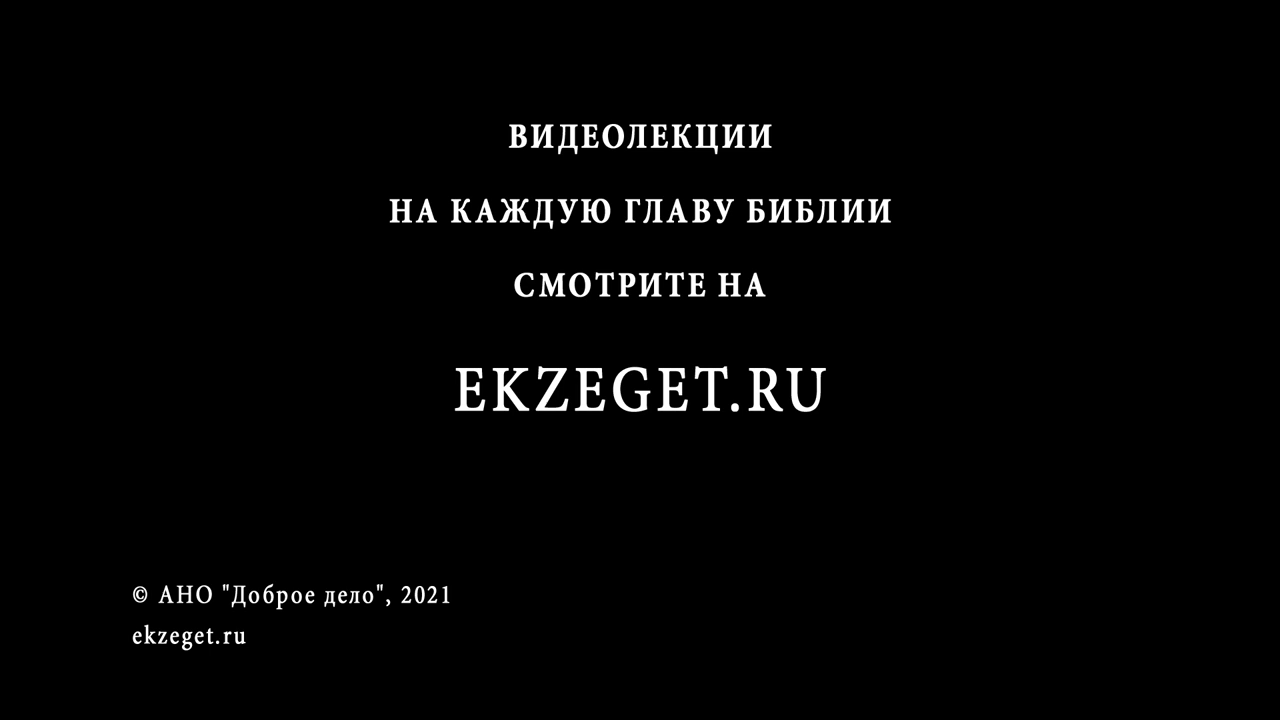 ВИДЕОЛЕКЦИИ
НА КАЖДУЮ ГЛАВУ БИБЛИИ
СМОТРИТЕ НА
EKZEGET.RU
© АНО "Доброе дело", 2021
ekzeget.ru